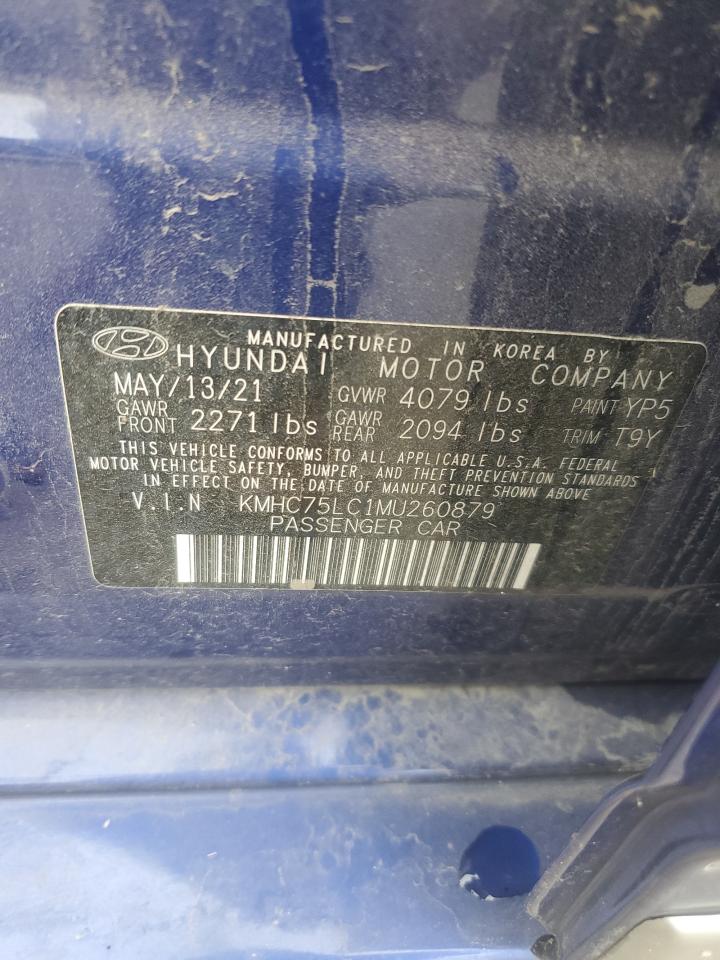 MANUFACTURED IN KOREA BY
HYUNDAI MOTOR COMPANY
MAY/13/21 GVWR 4079 lbs PAINT YP5
GAWR FRONT 2271 lbs GAWR REAR 2094 lbs TRIM T9Y
THIS VEHICLE CONFORMS TO ALL APPLICABLE U.S.A. FEDERAL
MOTOR VEHICLE SAFETY, BUMPER, AND THEFT PREVENTION STANDARDS
IN EFFECT ON THE DATE OF MANUFACTURE SHOWN ABOVE
V.I.N KMHC75LC1MU260879
PASSENGER CAR